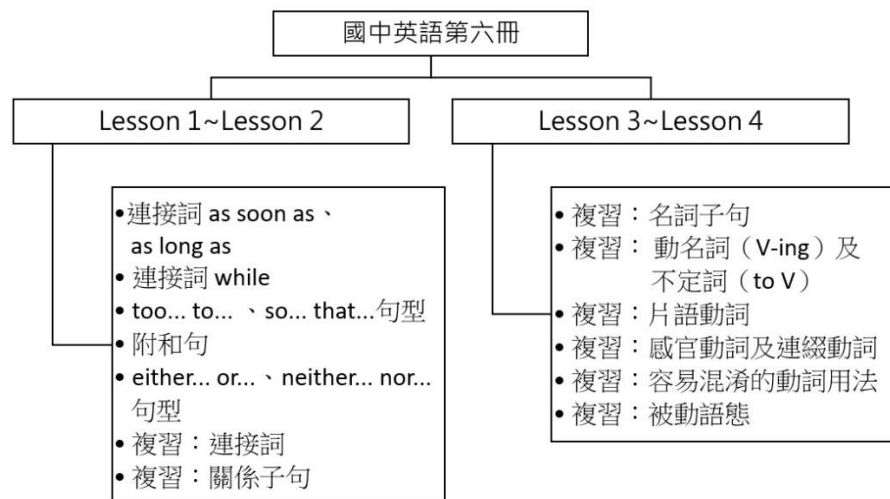 國中英語第六冊
Lesson 1~Lesson 2
•連接詞 as soon as、
as long as
• 連接詞 while
• too... to... 、so... that...句型
• 附和句
• either... or...、neither... nor...
句型
• 複習：連接詞
• 複習：關係子句
Lesson 3~Lesson 4
• 複習：名詞子句
• 複習： 動名詞（V-ing）及
不定詞（to V）
• 複習：片語動詞
• 複習：感官動詞及連綴動詞
• 複習：容易混淆的動詞用法
• 複習：被動語態